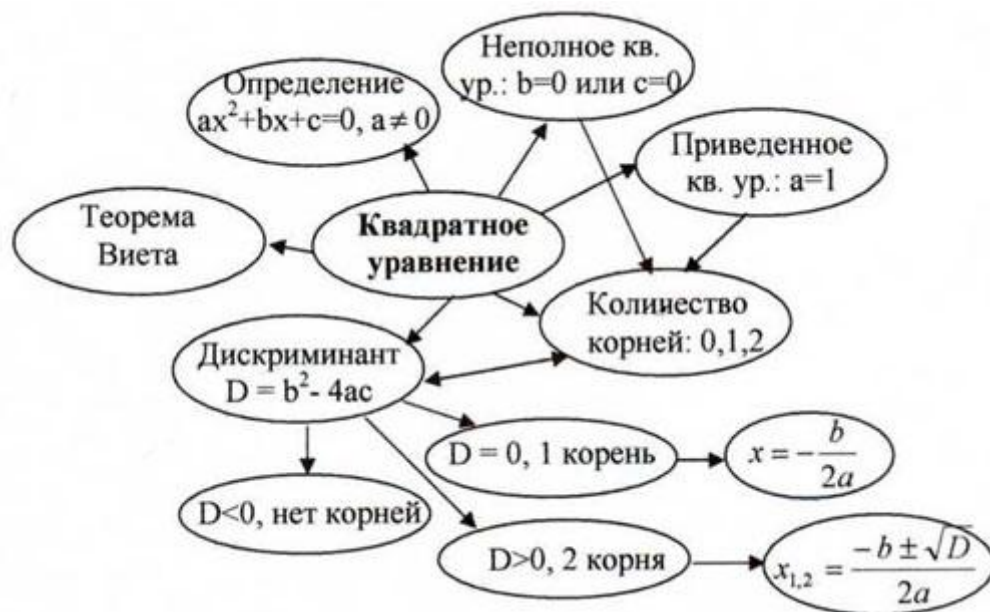 Неполное кв.
ур.: b=0 или c=0
Определение
ax²+bx+c=0, a≠ 0
Приведенное
кв. ур.: a=1
Теорема
Виета
Квадратное
уравнение
Количество
корней: 0,1,2
Дискриминант
D = b²- 4ac
D = 0, 1 корень
x = -b/2a
D<0, нет корней
D>0, 2 корня
x₁,₂ = (-b ± √D)/2a